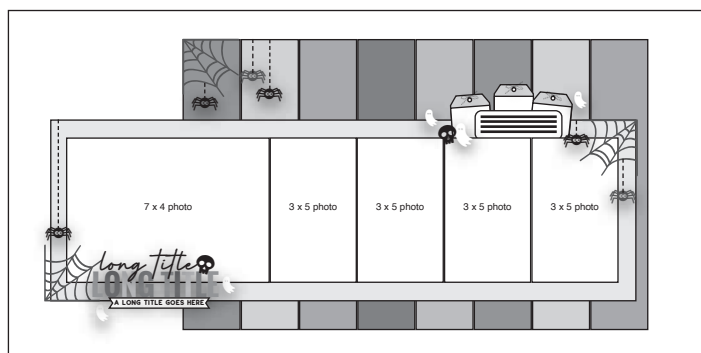 7 x 4 photo
3 x 5 photo
3 x 5 photo
3 x 5 photo
3 x 5 photo
long title
LONG TITLE
A LONG TITLE GOES HERE